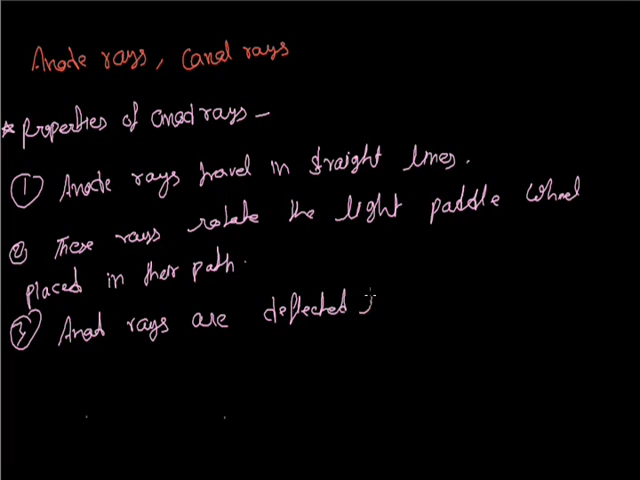 Anode rays, Canal rays
* Properties of anod rays -
① Anode rays travel in straight lines.
② These rays rotate the light paddle wheel
placed in their path.
③ Anod rays are deflected